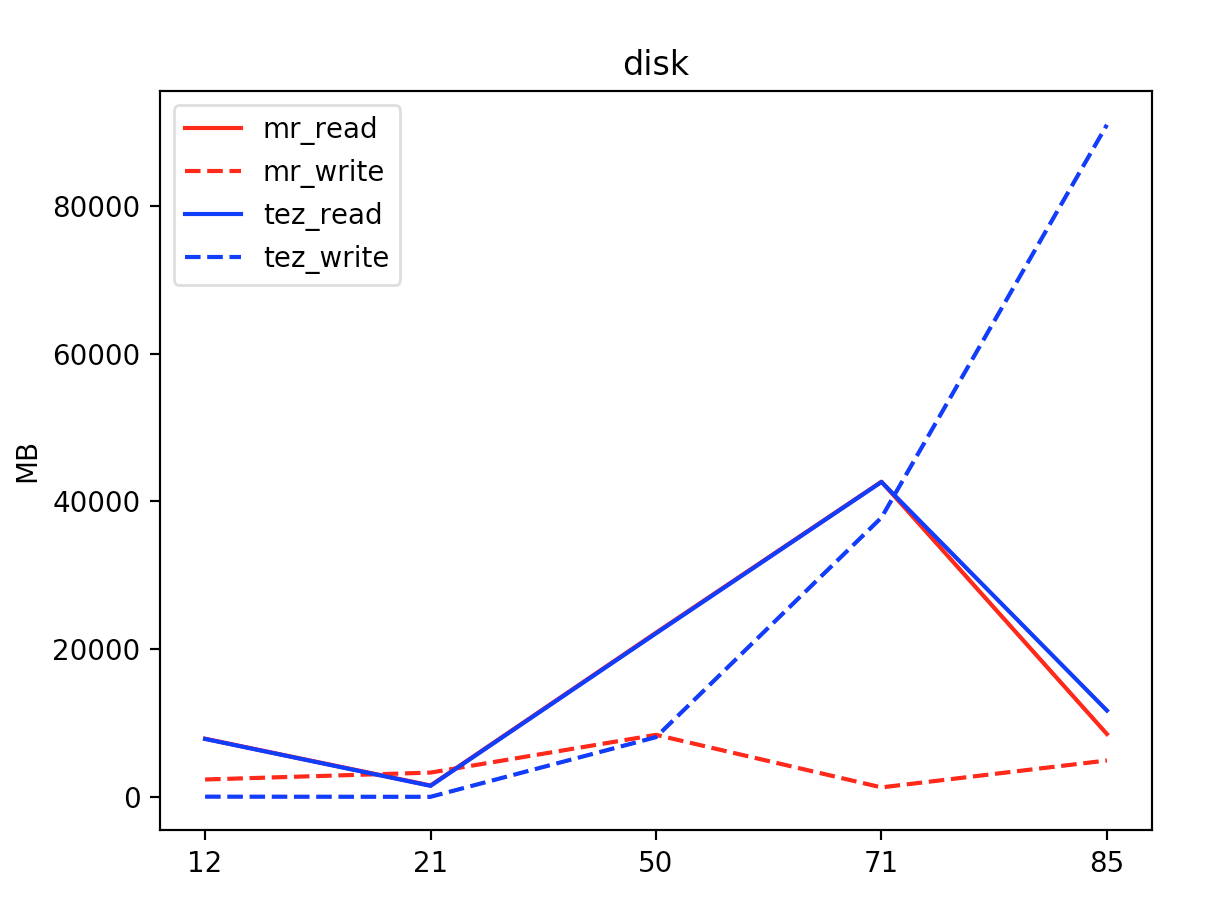 disk
mr_read
mr_write
tez_read
tez_write
80000
60000
40000
20000
0
MB
12 21 50 71 85